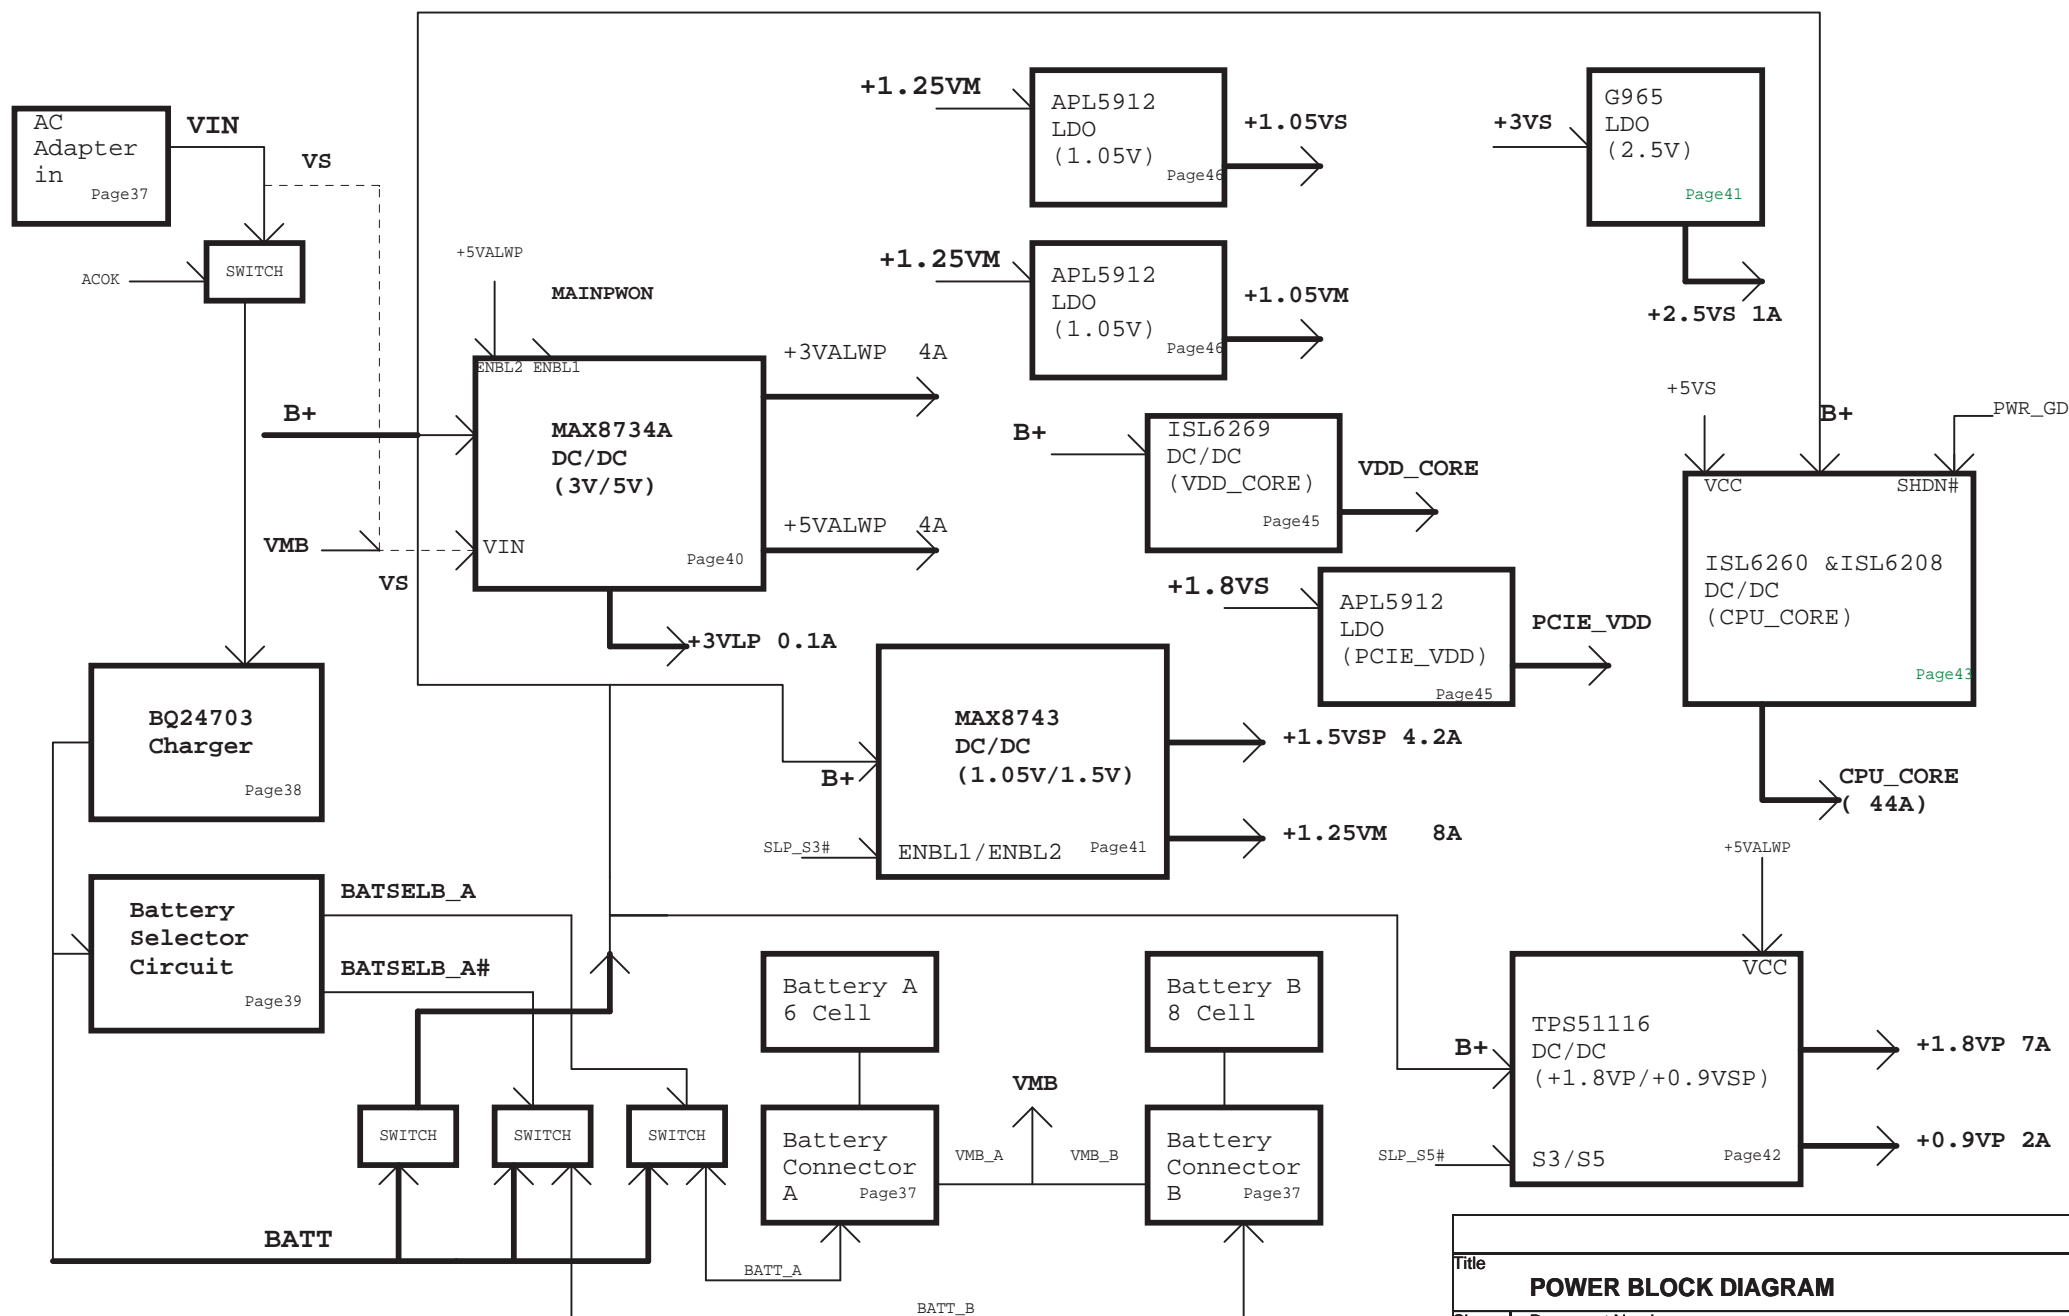 AC
Adapter
in
Page37
VIN
VS
ACOK
SWITCH
+5VALWP
MAINPWON
ENBL2 ENBL1
B+
MAX8734A
DC/DC
(3V/5V)
VIN
Page40
VMB
VS
+3VALWP 4A
+5VALWP 4A
+3VLP 0.1A
+1.25VM
APL5912
LDO
(1.05V)
Page46
+1.05VS
+1.25VM
APL5912
LDO
(1.05V)
Page46
+1.05VM
+3VS
G965
LDO
(2.5V)
Page41
+2.5VS 1A
B+
ISL6269
DC/DC
(VDD_CORE)
Page45
VDD_CORE
+1.8VS
APL5912
LDO
(PCIE_VDD)
Page45
PCIE_VDD
+5VS
B+
PWR_GD
VCC
SHDN#
ISL6260 &ISL6208
DC/DC
(CPU_CORE)
Page43
CPU_CORE
( 44A)
BQ24703
Charger
Page38
B+
MAX8743
DC/DC
(1.05V/1.5V)
SLP_S3#
ENBL1/ENBL2
Page41
+1.5VSP 4.2A
+1.25VM 8A
Battery
Selector
Circuit
Page39
BATSELB_A
BATSELB_A#
SWITCH
SWITCH
SWITCH
BATT
Battery A
6 Cell
Battery B
8 Cell
VMB
Battery
Connector
A
Page37
VMB_A
VMB_B
Battery
Connector
B
Page37
BATT_A
BATT_B
+5VALWP
VCC
B+
TPS51116
DC/DC
(+1.8VP/+0.9VSP)
SLP_S5#
S3/S5
Page42
+1.8VP 7A
+0.9VP 2A
Title
POWER BLOCK DIAGRAM